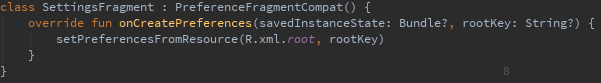 class SettingsFragment : PreferenceFragmentCompat() {
    override fun onCreatePreferences(savedInstanceState: Bundle?, rootKey: String?) {
        setPreferencesFromResource(R.xml.root, rootKey)
    }
}
8